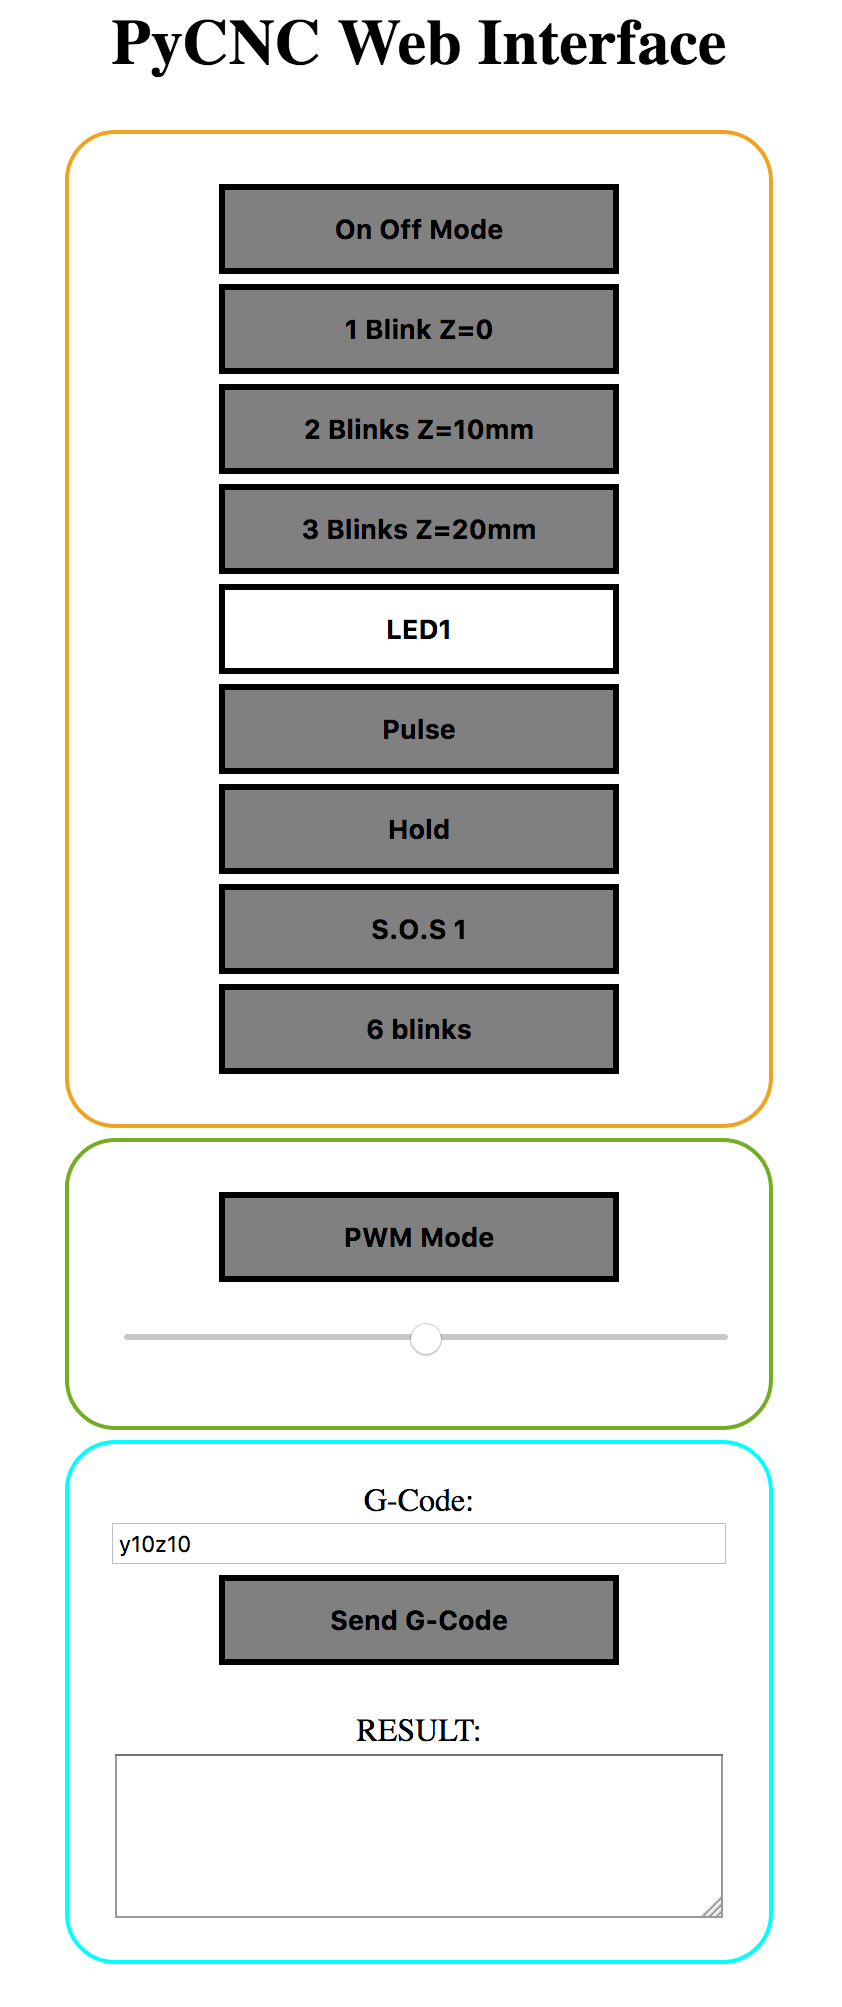 PyCNC Web Interface
On Off Mode
1 Blink Z=0
2 Blinks Z=10mm
3 Blinks Z=20mm
LED1
Pulse
Hold
S.O.S 1
6 blinks
PWM Mode
G-Code:
y10z10
Send G-Code
RESULT: